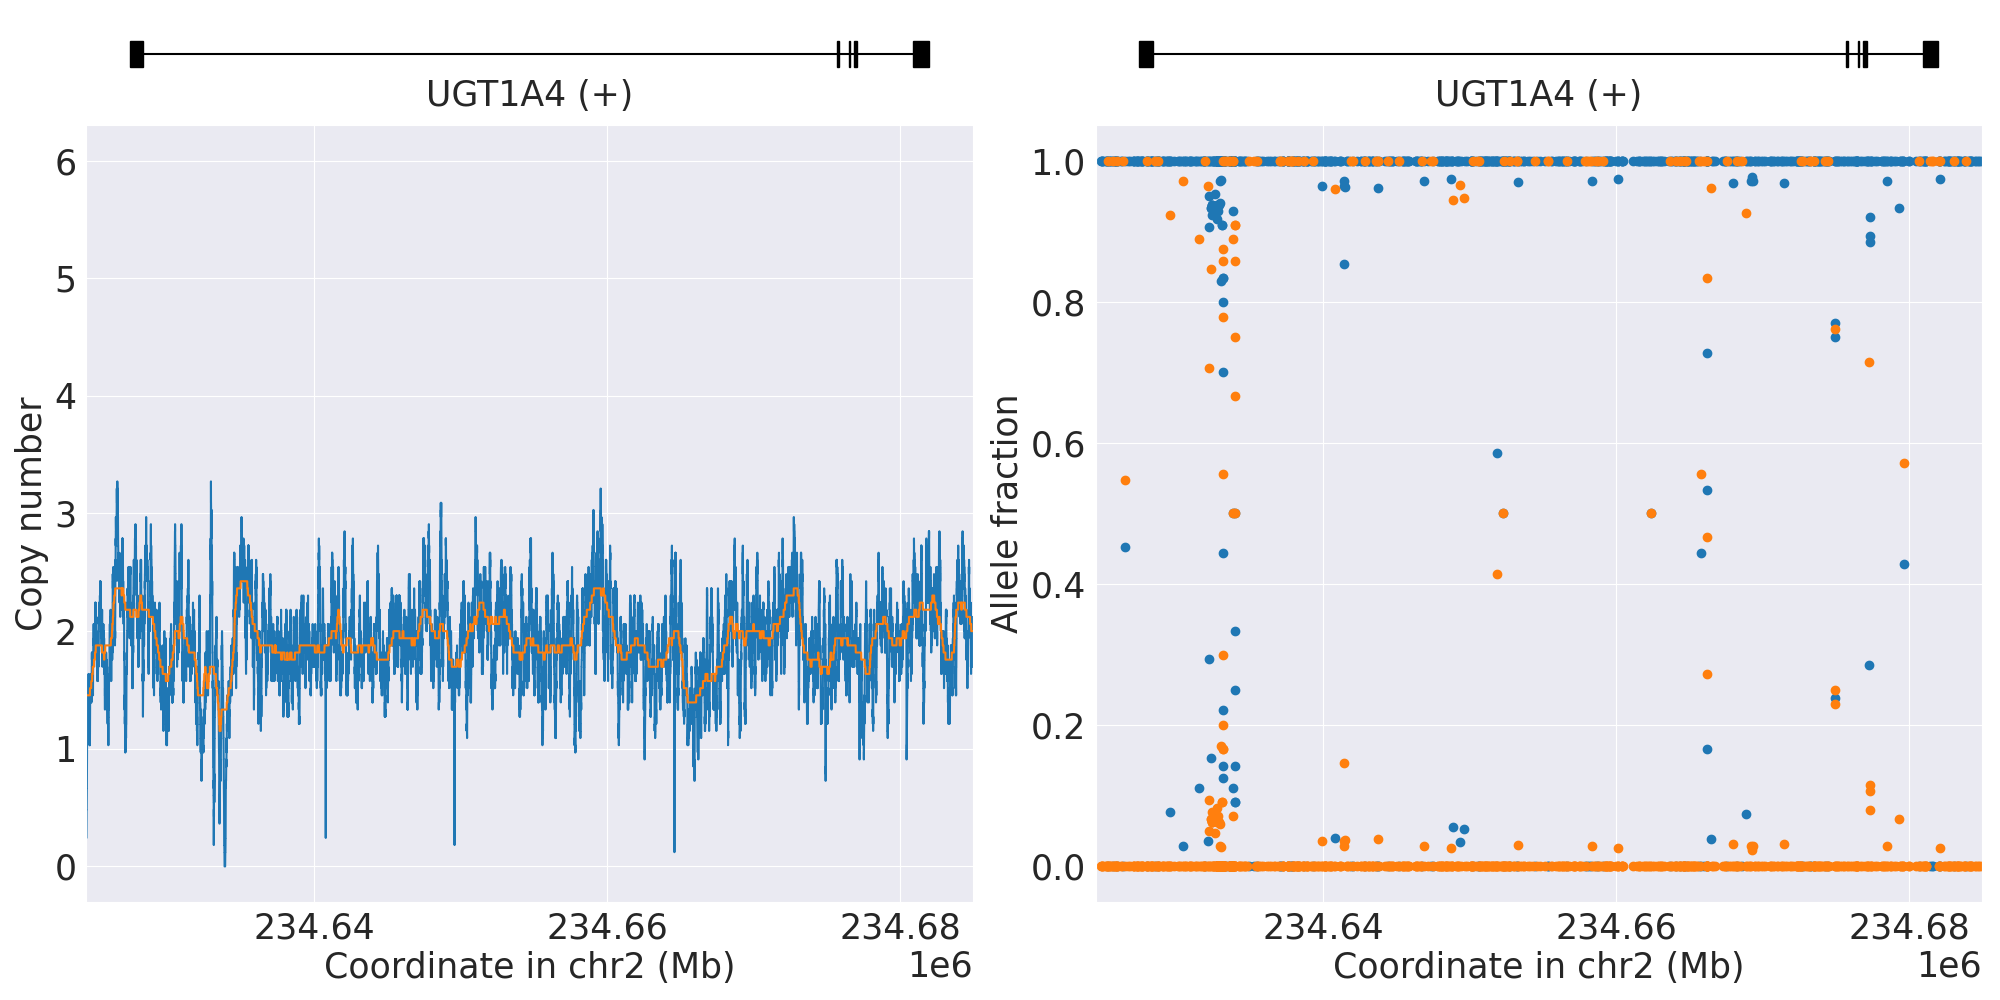 UGT1A4 (+)
6
5
4
3
2
1
0
Copy number
234.64
234.66
234.68
Coordinate in chr2 (Mb)
1e6
UGT1A4 (+)
1.0
0.8
0.6
0.4
0.2
0.0
Allele fraction
234.64
234.66
234.68
Coordinate in chr2 (Mb)
1e6